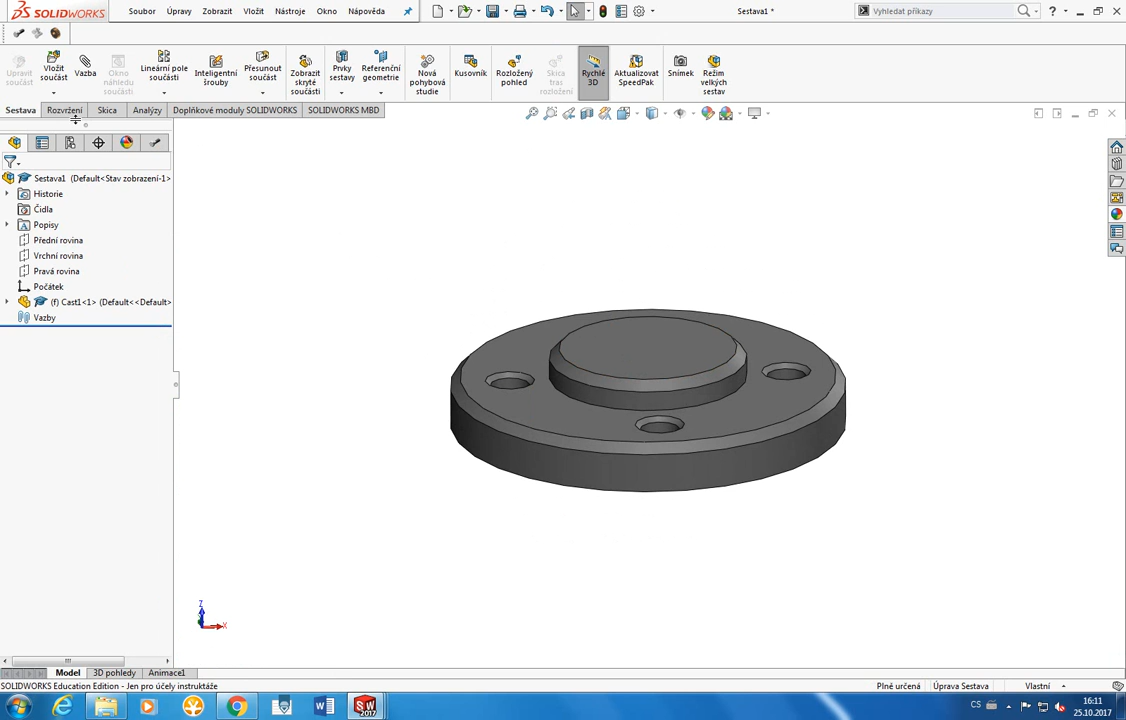 SOLIDWORKS
Soubor Úpravy Zobrazit Vložit Nástroje Okno Nápověda
Sestava1 *
Vyhledat příkazy
Upravit součást
Vložit součást
Vazba
Okno náhledu součásti
Lineární pole součástí
Inteligentní šrouby
Přesunout součást
Zobrazit skryté součásti
Prvky sestavy
Referenční geometrie
Nová pohybová studie
Kusovník
Rozložený pohled
Skica tras rozložení
Rychlé 3D
Aktualizovat SpeedPak
Snímek
Režim velkých sestav
Sestava Rozvržení Skica Analýzy Doplňkové moduly SOLIDWORKS SOLIDWORKS MBD
Sestava1 (Default<Stav zobrazení-1>
Historie
Čidla
Popisy
Přední rovina
Vrchní rovina
Pravá rovina
Počátek
(f) Cast1<1> (Default<<Default>
Vazby
Z
X
Model 3D pohledy Animace1
SOLIDWORKS Education Edition - Jen pro účely instruktáže
Plně určená Úprava Sestava Vlastní
CS
16:11
25.10.2017